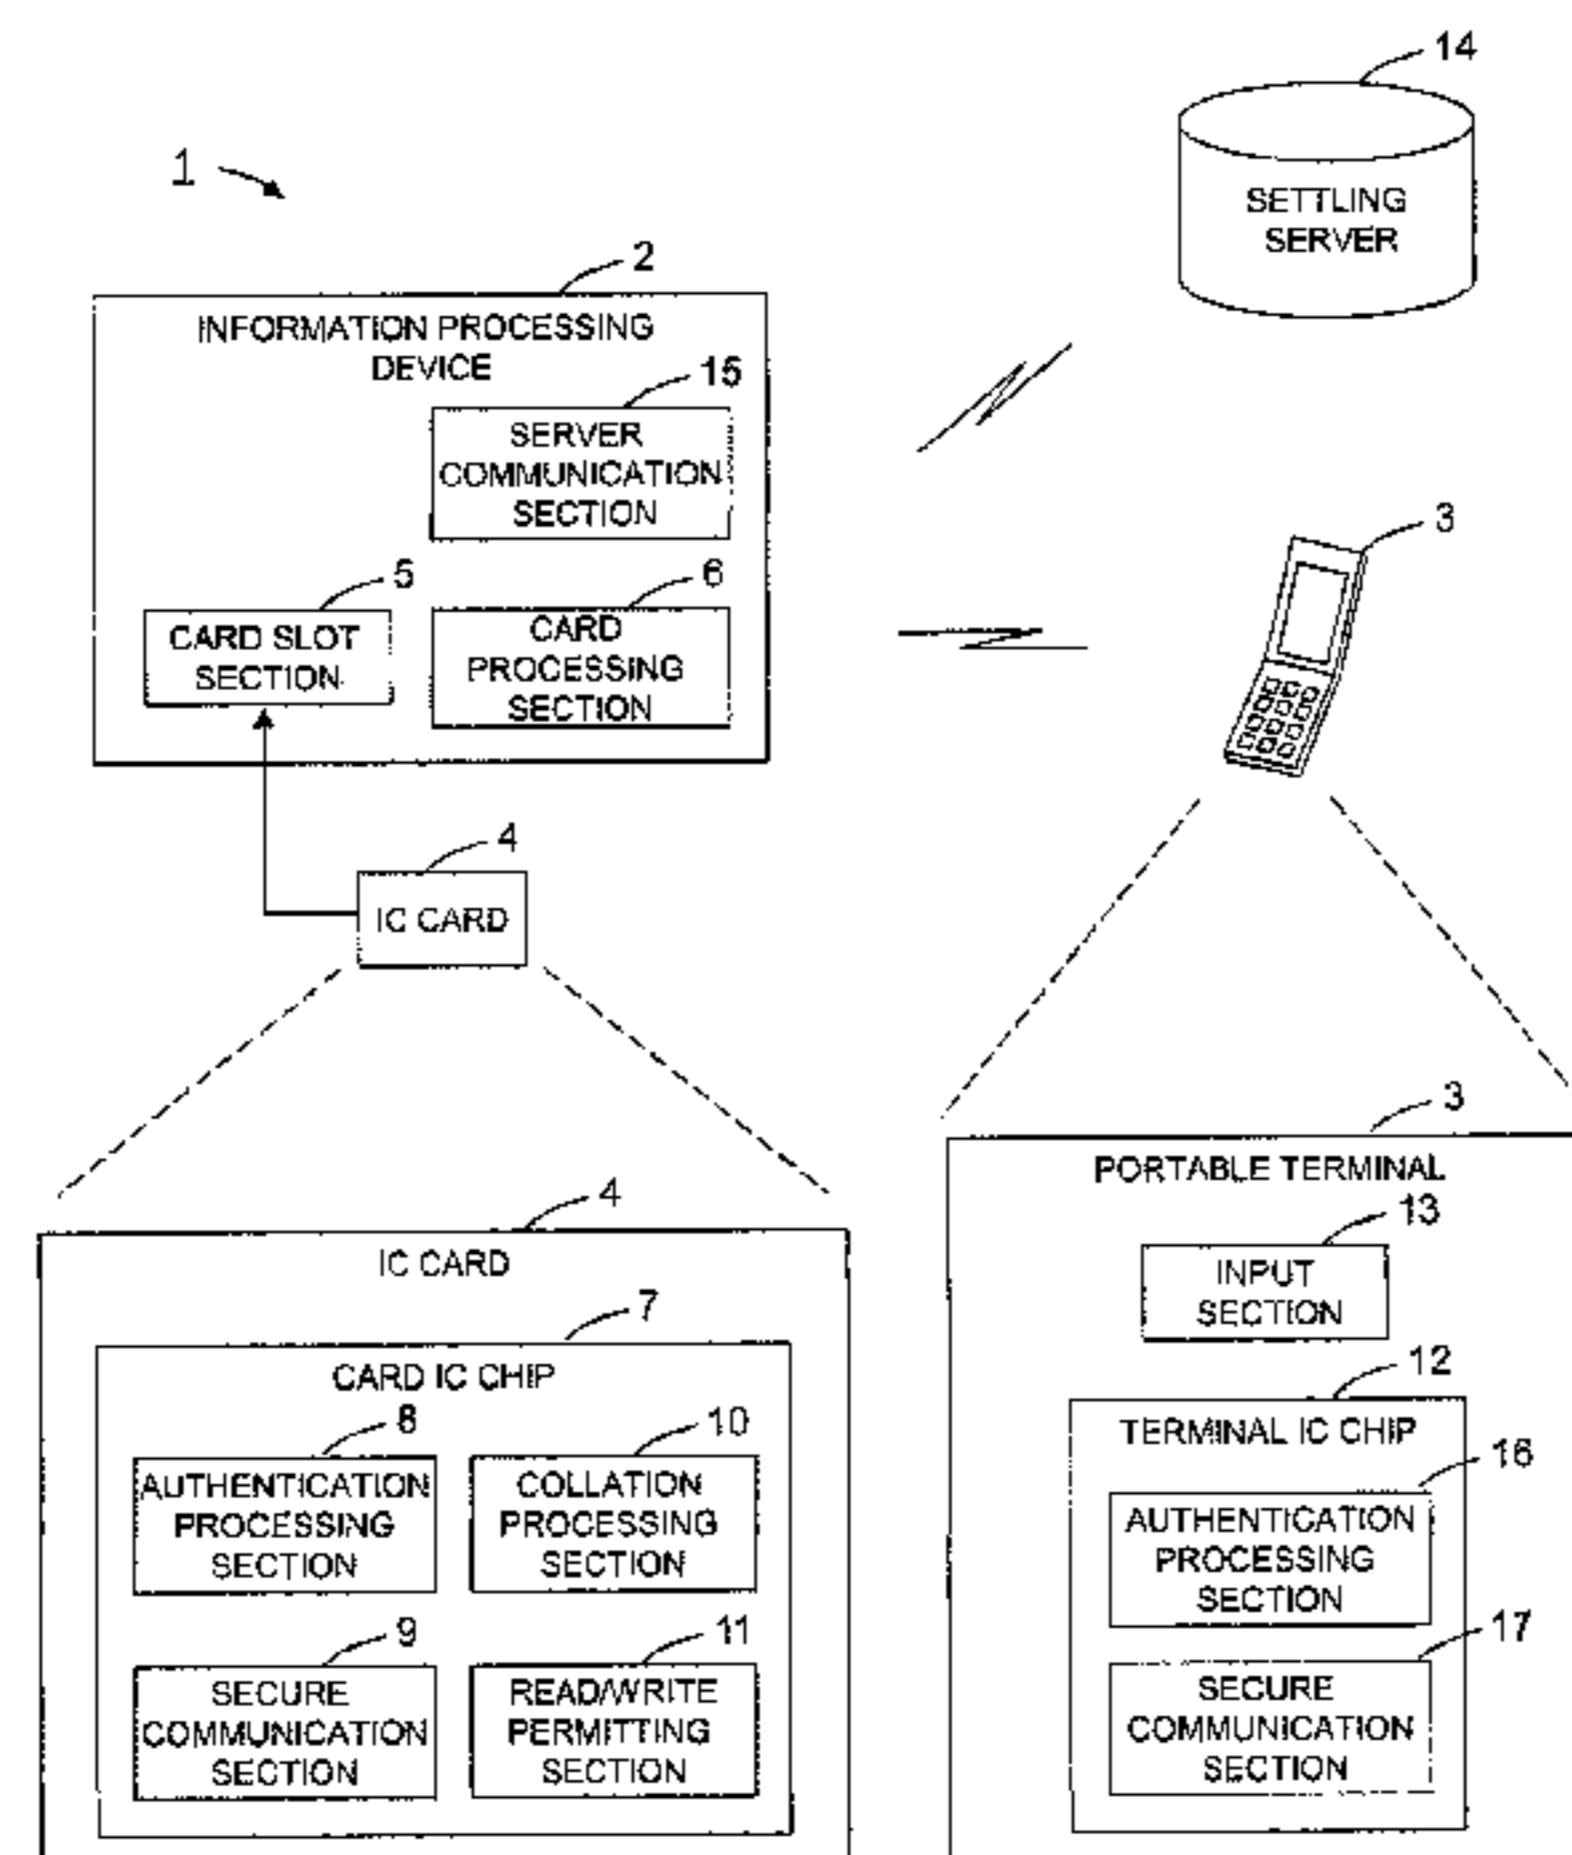 14
1
SETTLING
SERVER
2
INFORMATION PROCESSING
DEVICE
15
SERVER
COMMUNICATION
SECTION
3
5
6
CARD SLOT
SECTION
CARD
PROCESSING
SECTION
4
IC CARD
3
PORTABLE TERMINAL
13
INPUT
SECTION
12
TERMINAL IC CHIP
16
AUTHENTICATION
PROCESSING
SECTION
17
SECURE
COMMUNICATION
SECTION
4
IC CARD
7
CARD IC CHIP
8
AUTHENTICATION
PROCESSING
SECTION
10
COLLATION
PROCESSING
SECTION
9
SECURE
COMMUNICATION
SECTION
11
READ/WRITE
PERMITTING
SECTION